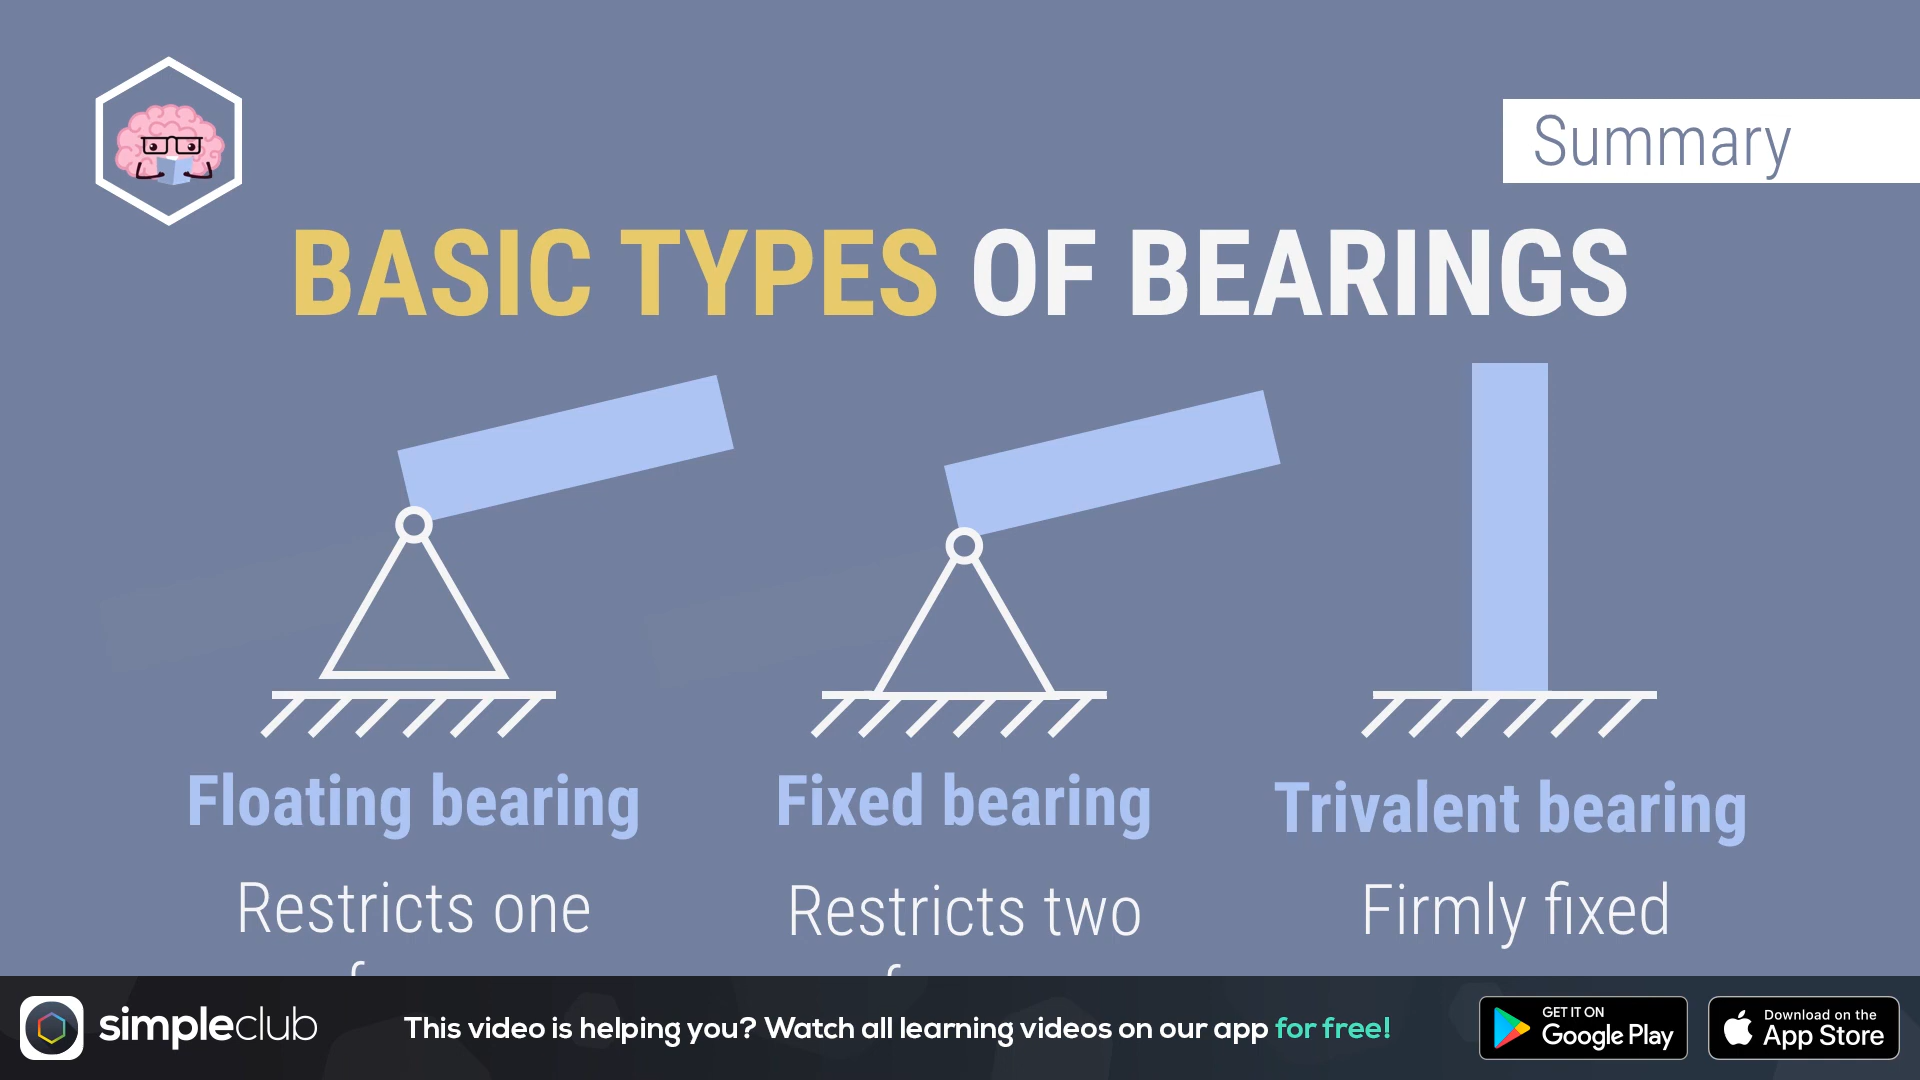 Summary
BASIC TYPES OF BEARINGS
Floating bearing
Fixed bearing
Trivalent bearing
Restricts one
Restricts two
Firmly fixed
simpleclub
This video is helping you? Watch all learning videos on our app for free!
GET IT ON
Google Play
Download on the
App Store